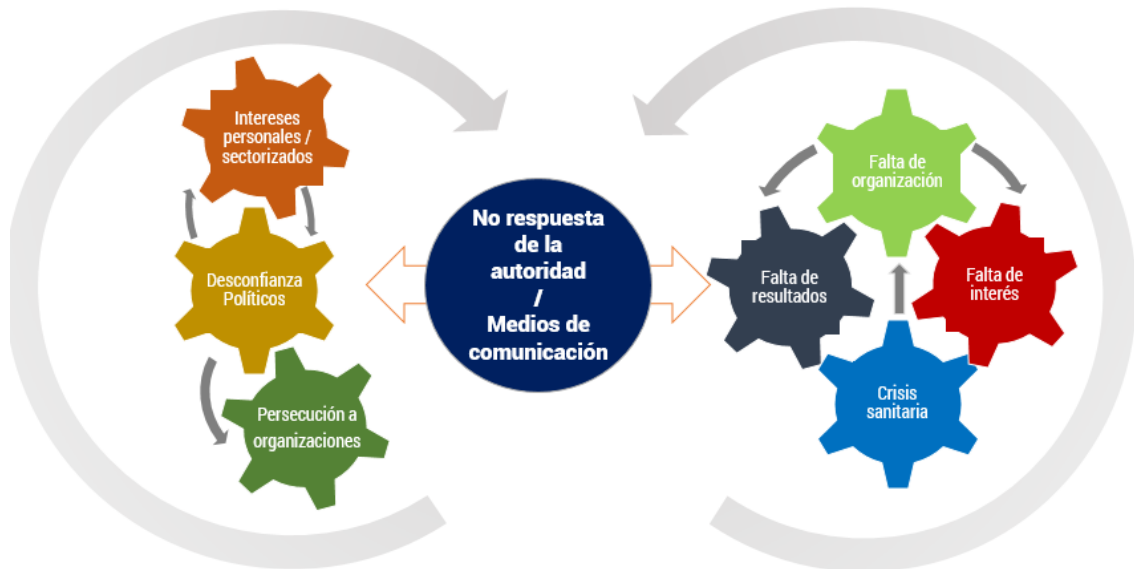 Intereses
personales /
sectorizados
Desconfianza
Políticos
Persecución a
organizaciones
No respuesta
de la
autoridad
/
Medios de
comunicación
Falta de
organización
Falta de
resultados
Falta de
interés
Crisis
sanitaria